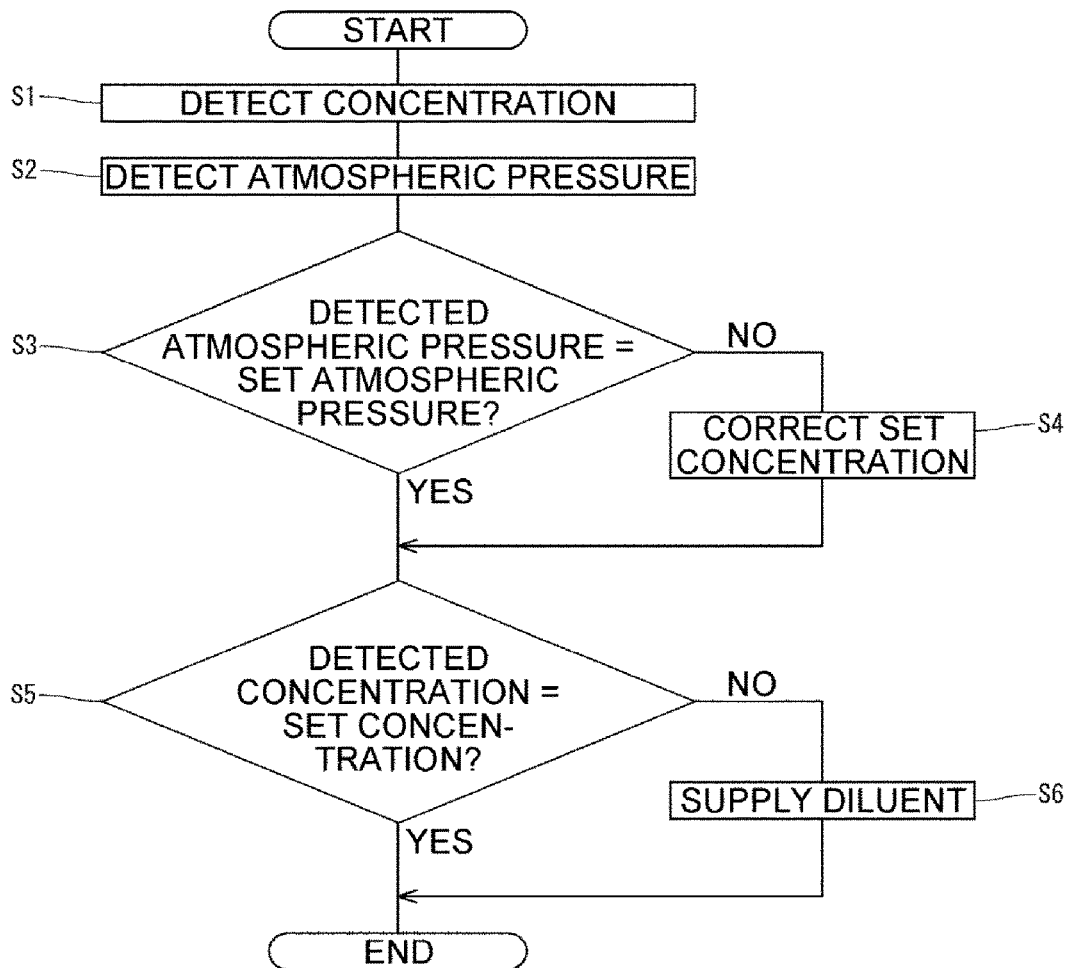 START
S1
DETECT CONCENTRATION
S2
DETECT ATMOSPHERIC PRESSURE
S3
DETECTED
ATMOSPHERIC PRESSURE =
SET ATMOSPHERIC
PRESSURE?
NO
CORRECT SET
CONCENTRATION
S4
YES
S5
DETECTED
CONCENTRATION =
SET CONCEN-
TRATION?
NO
SUPPLY DILUENT
S6
YES
END